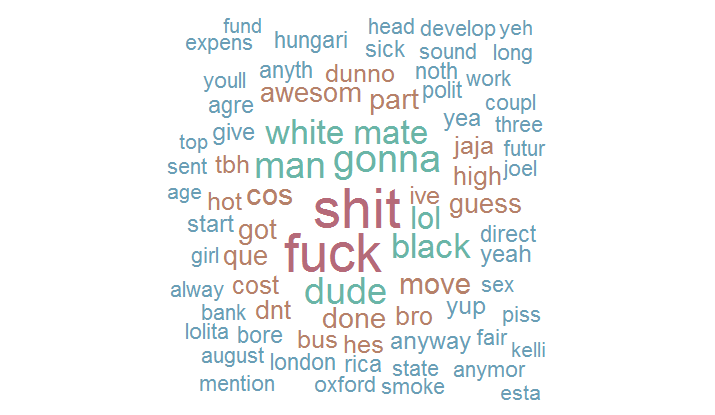 fund head develop yeh
expens hungari sick sound long
youll anyth dunno noth work
agre awesom part polit coupl
top give white mate yea three
sent tbh man gonna jaja futur
age hot cos shit ive high joel
start got lol guess
girl que fuck black direct yeah
alway cost dude move sex
bank dnt done bro yup piss
lolita bore bus hes anyway fair kelli
august london rica state anymor
mention oxford smoke esta